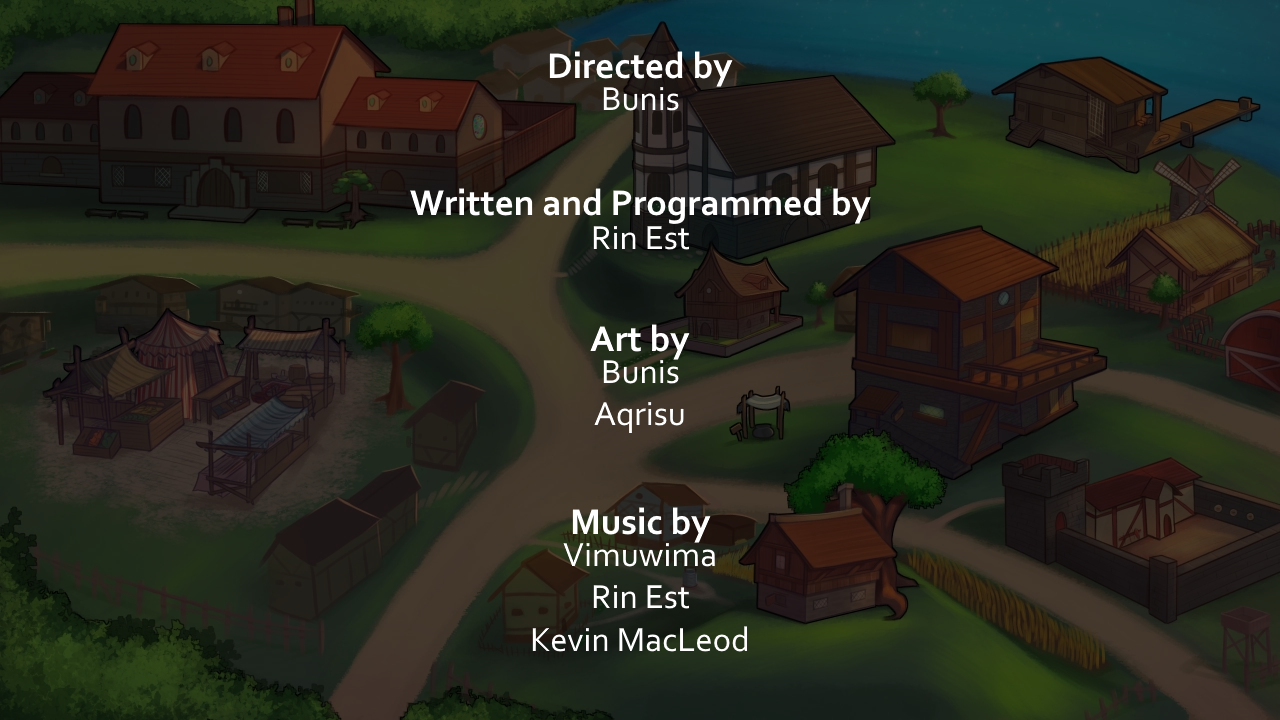 Directed by
Bunis
Written and Programmed by
Rin Est
Art by
Bunis
Aqrisu
Music by
Vimuwima
Rin Est
Kevin MacLeod